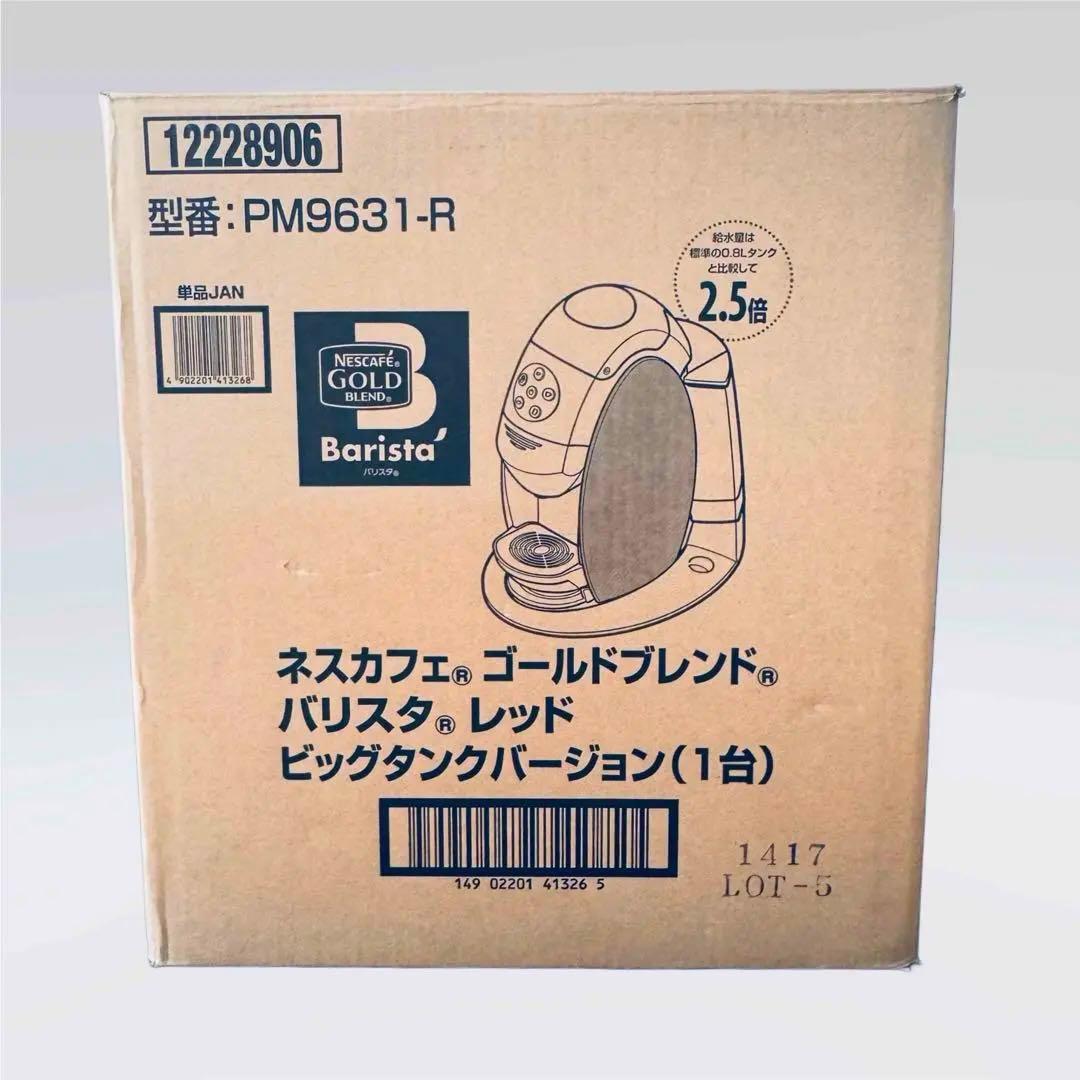 12228906
型番:PM9631-R
給水量は
標準の0.8Lタンク
と比較して
2.5倍
単品JAN
4 902201 413268
B
NESCAFÉ®
GOLD
BLEND®
Barista
バリスタ®
ネスカフェ® ゴールドブレンド®
バリスタ® レッド
ビッグタンクバージョン(1台)
149 02201 41326 5
1417
LOT-5